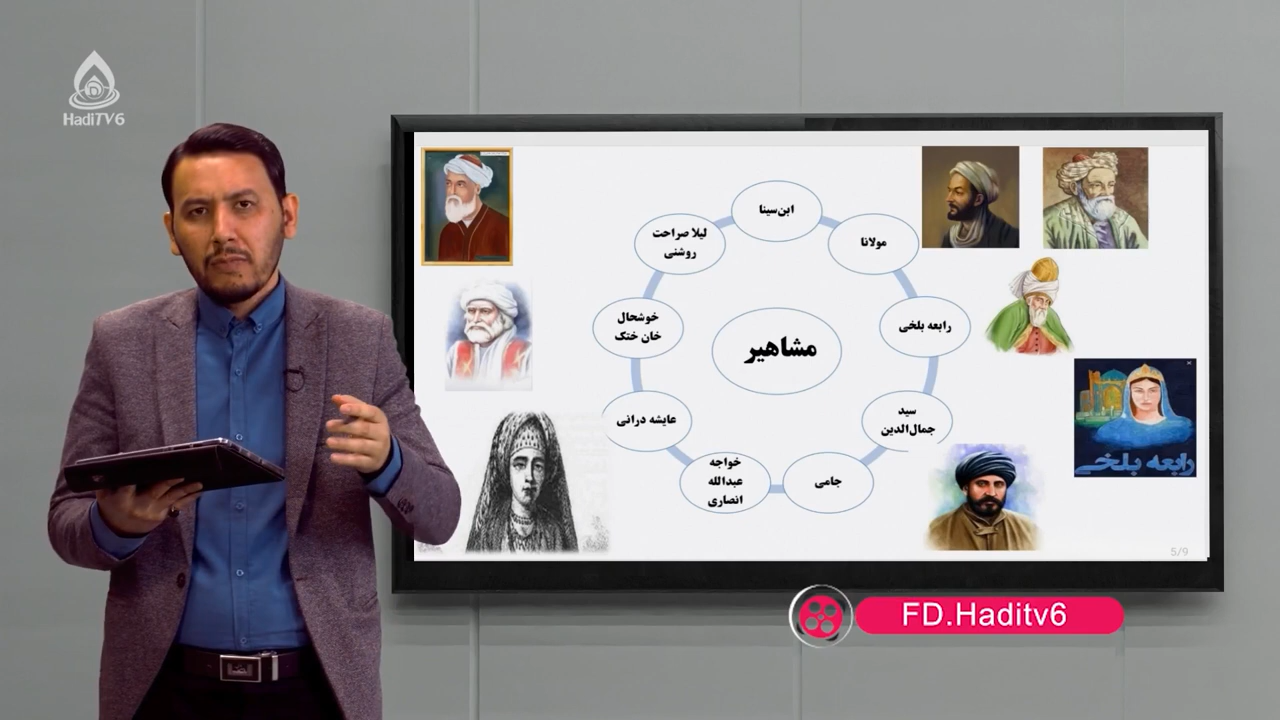 HadiTV6
ابن‌سینا
مولانا
رابعه بلخی
سید
جمال‌الدین
جامی
خواجه
عبدالله
انصاری
عایشه درانی
خوشحال
خان ختک
لیلا صراحت
روشنی
مشاهیر
رابعه بلخی
5/9
FD.Haditv6